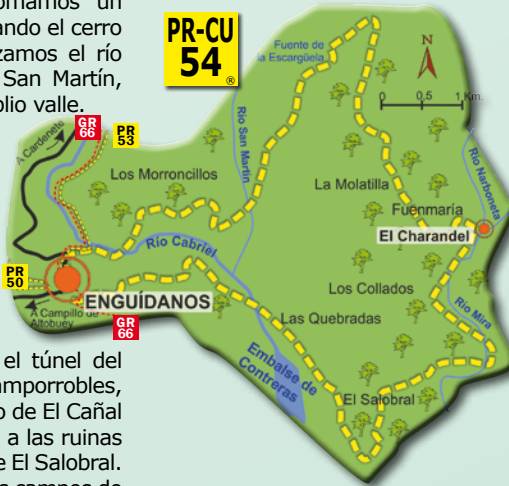 omamos un
ando el cerro
zamos el río
San Martín,
olio valle.
PR-CU
54
®
Fuente de
la Escargüela
N
0 0,5 1 Km.
GR
66
PR
53
A Cardenete
Río San Martín
Río Narboneta
Los Morroncillos
La Molatilla
Fuenmaría
El Charandel
Río Cabriel
PR
50
ENGUÍDANOS
A Campillo de
Altobuey
GR
66
Los Collados
Río Mira
Las Quebradas
Embalse de
Contreras
El Salobral
el túnel del
amporrobles,
o de El Cañal
a las ruinas
e El Salobral.
s campos de